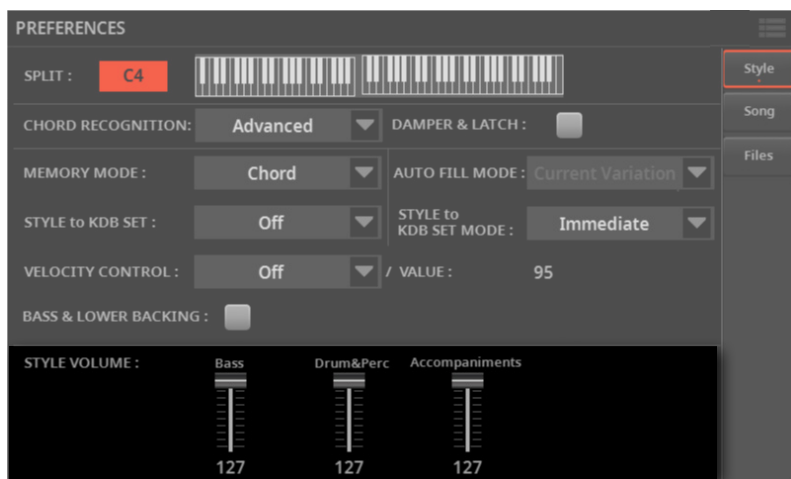 PREFERENCES
SPLIT : C4
Style
CHORD RECOGNITION: Advanced DAMPER & LATCH :
Song
MEMORY MODE : Chord AUTO FILL MODE : Current Variation
Files
STYLE to KDB SET : Off STYLE to
KDB SET MODE : Immediate
VELOCITY CONTROL : Off / VALUE : 95
BASS & LOWER BACKING :
STYLE VOLUME : Bass Drum&Perc Accompaniments
127 127 127